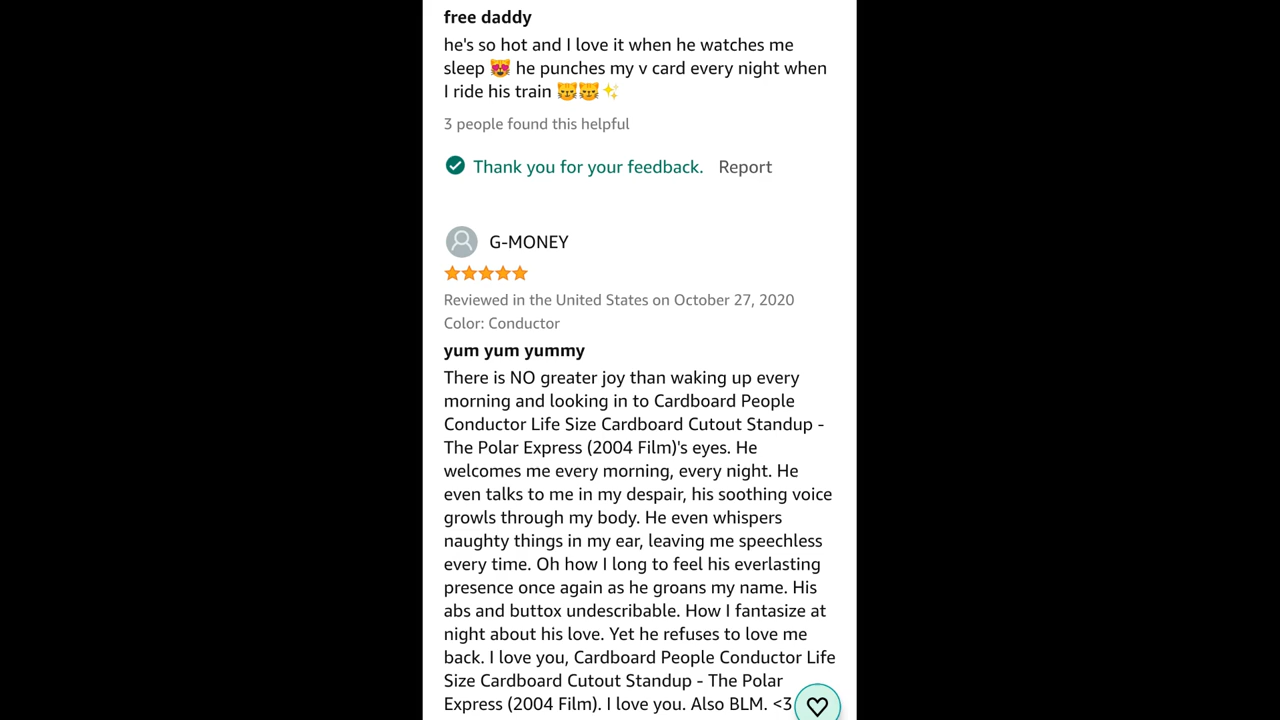 free daddy
he's so hot and I love it when he watches me
sleep 😻 he punches my v card every night when
I ride his train 😼😼✨
3 people found this helpful
Thank you for your feedback. Report
G-MONEY
Reviewed in the United States on October 27, 2020
Color: Conductor
yum yum yummy
There is NO greater joy than waking up every
morning and looking in to Cardboard People
Conductor Life Size Cardboard Cutout Standup -
The Polar Express (2004 Film)'s eyes. He
welcomes me every morning, every night. He
even talks to me in my despair, his soothing voice
growls through my body. He even whispers
naughty things in my ear, leaving me speechless
every time. Oh how I long to feel his everlasting
presence once again as he groans my name. His
abs and buttox undescribable. How I fantasize at
night about his love. Yet he refuses to love me
back. I love you, Cardboard People Conductor Life
Size Cardboard Cutout Standup - The Polar
Express (2004 Film). I love you. Also BLM. <3